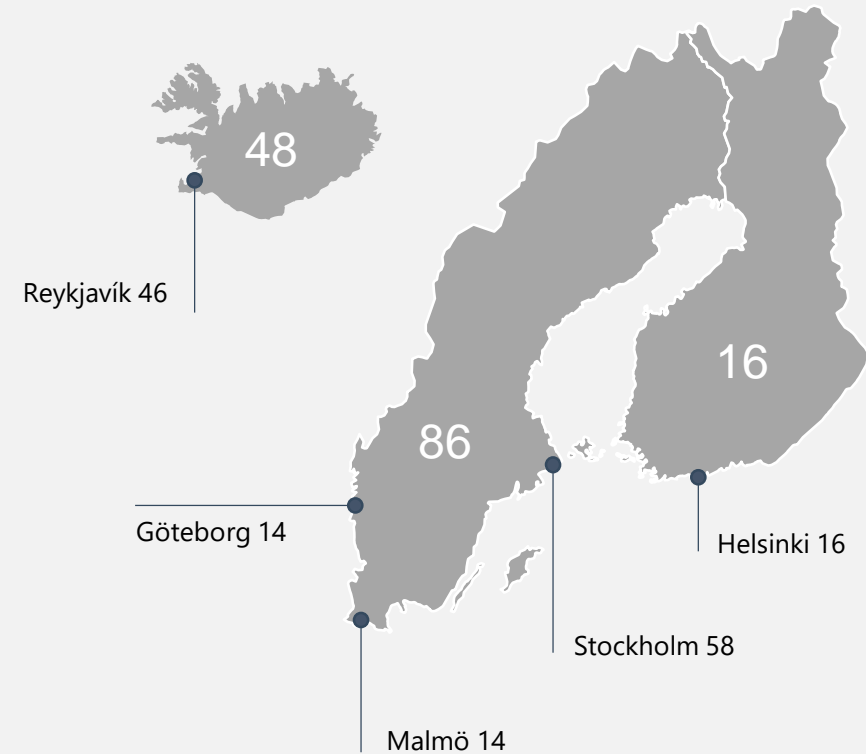 48
Reykjavík 46
16
86
Göteborg 14
Helsinki 16
Stockholm 58
Malmö 14